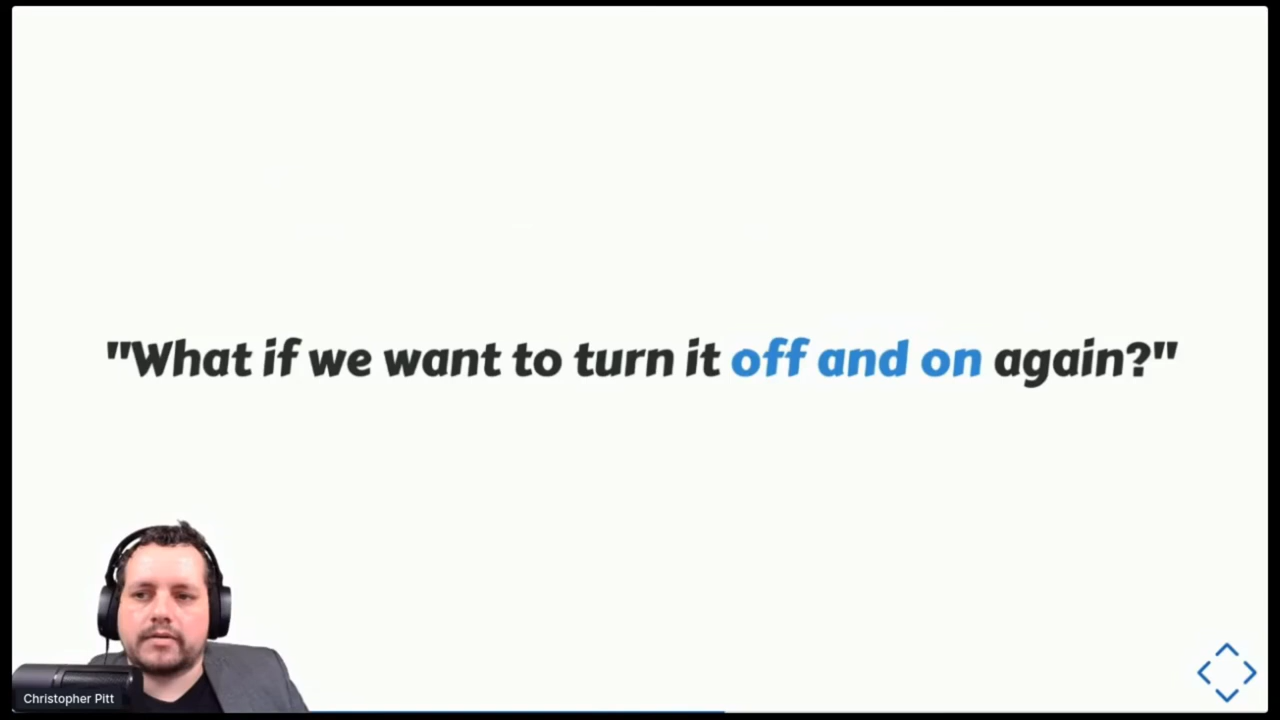 "What if we want to turn it off and on again?"
Christopher Pitt